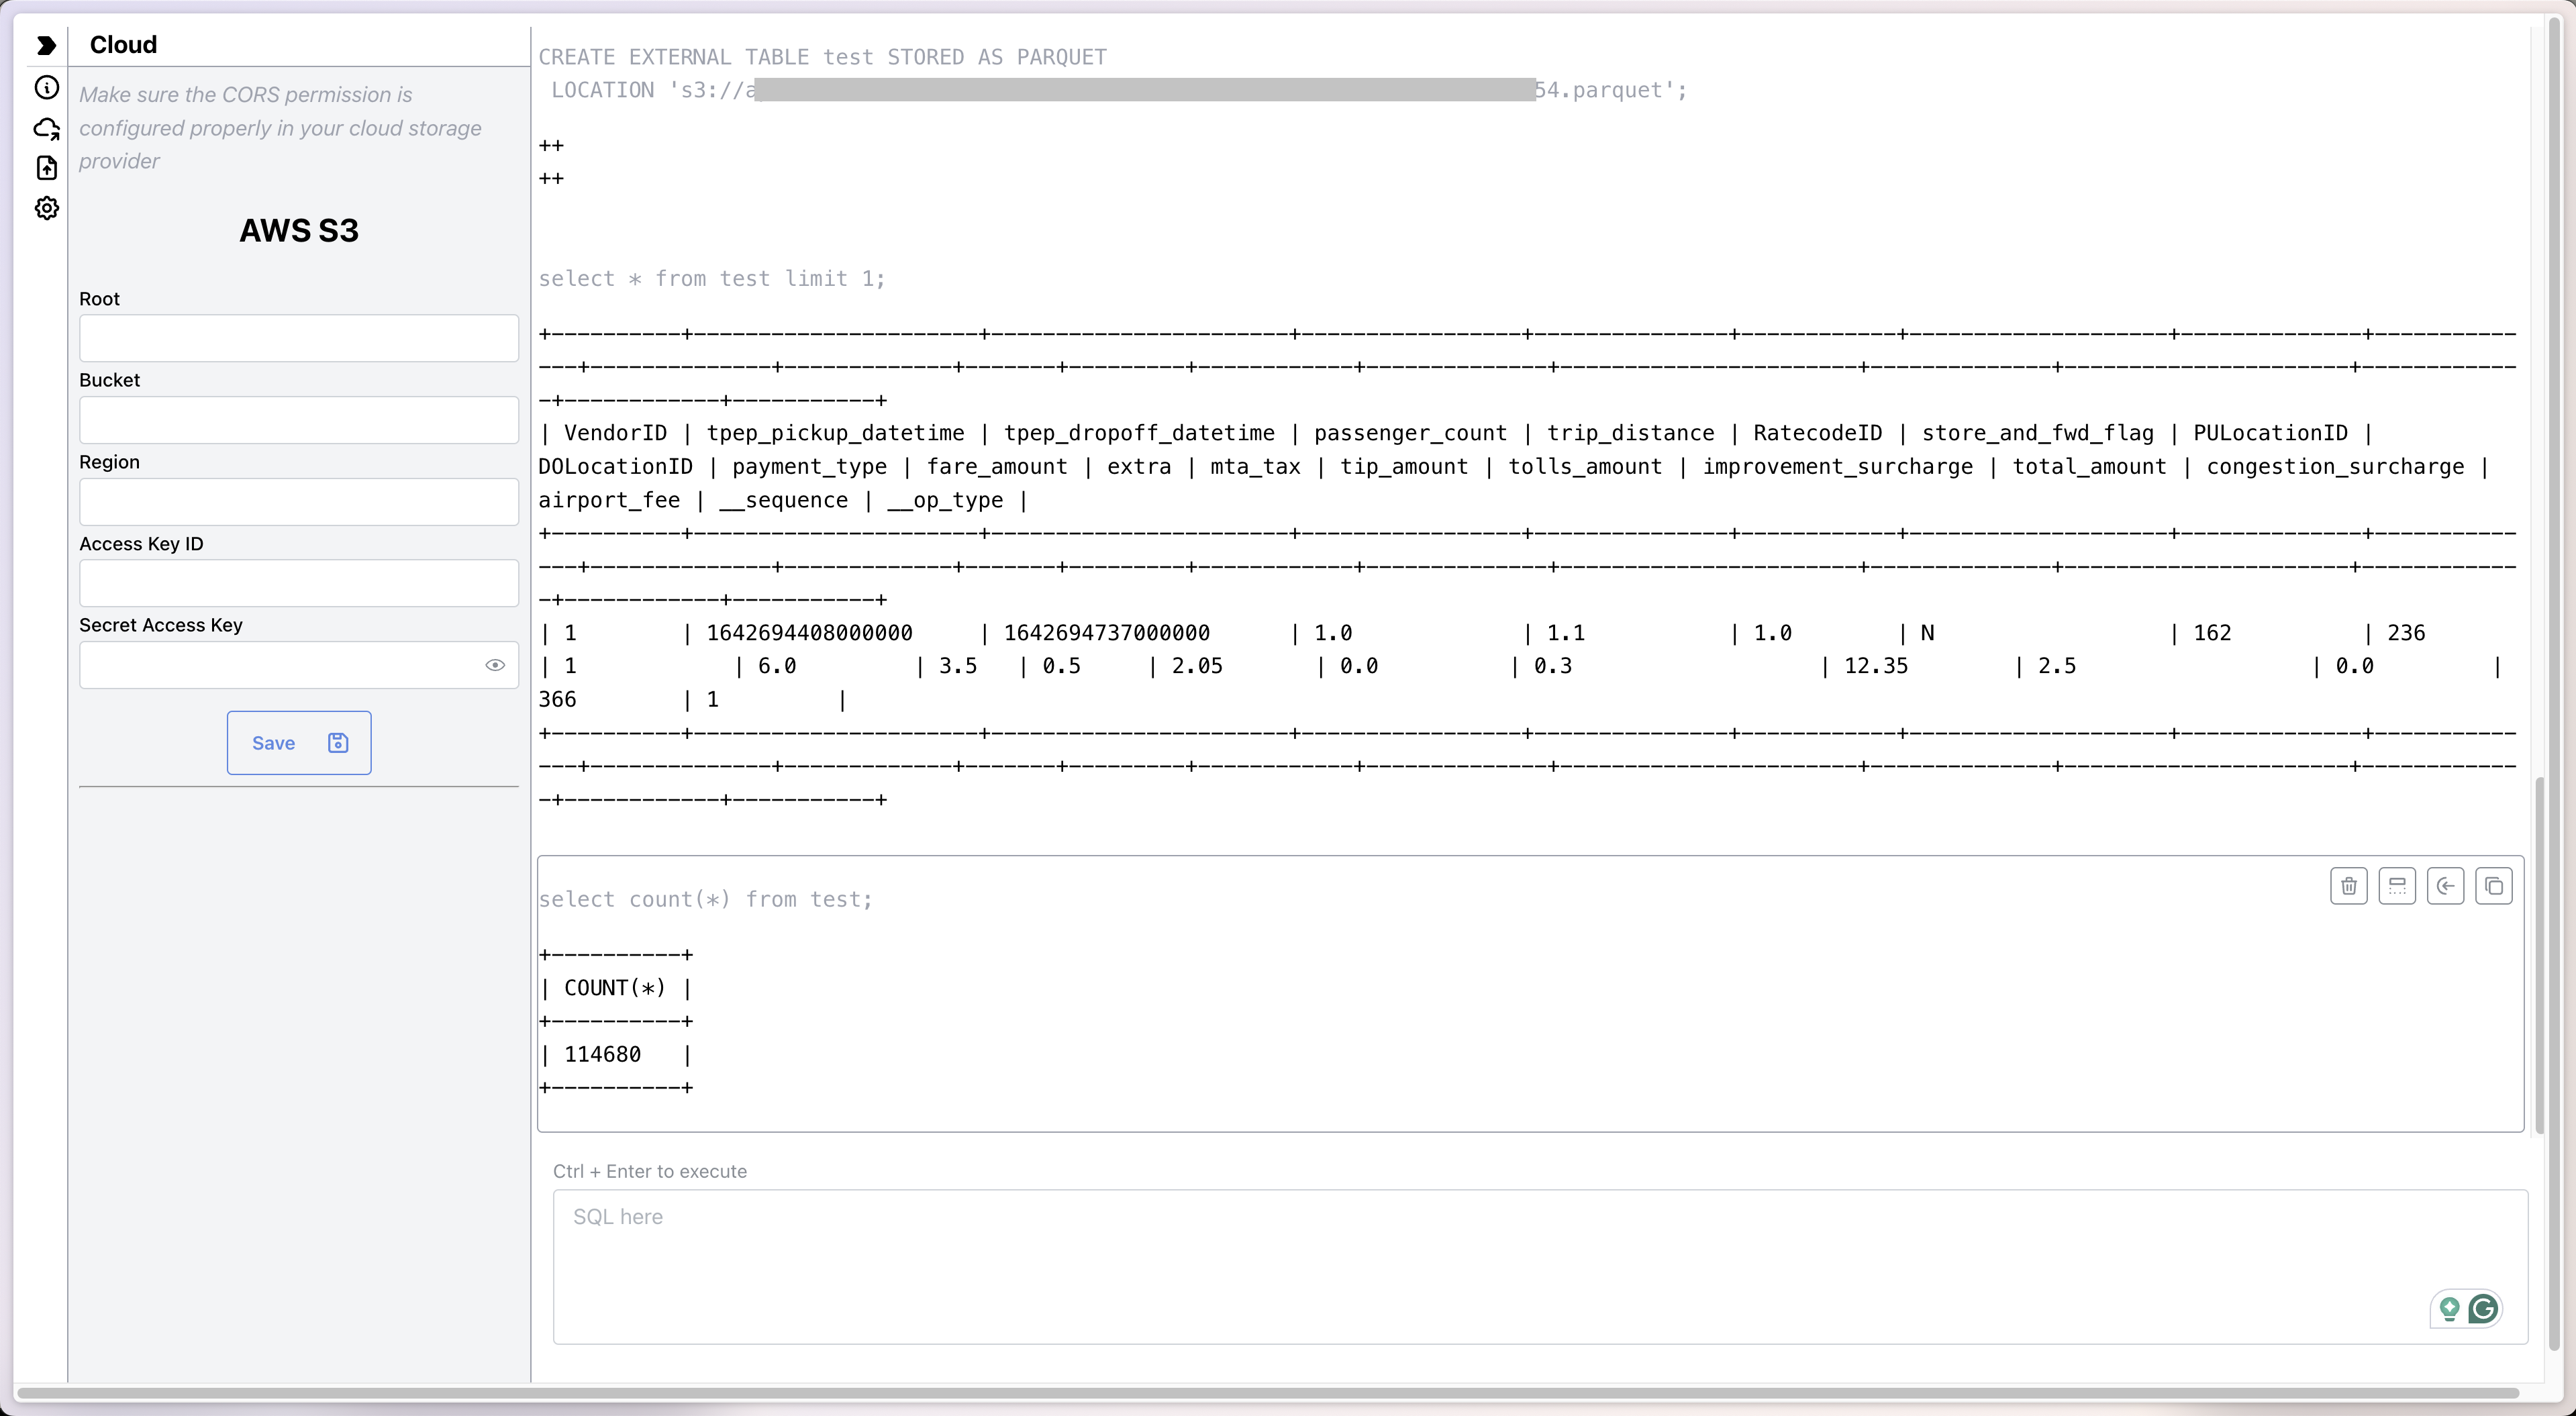 Cloud
Make sure the CORS permission is
configured properly in your cloud storage
provider
AWS S3
Root
Bucket
Region
Access Key ID
Secret Access Key
Save
CREATE EXTERNAL TABLE test STORED AS PARQUET
LOCATION 's3://a 54.parquet';
++
++
select * from test limit 1;
+----------+----------------------+-----------------------+-----------------+---------------+------------+--------------------+--------------+-----------
---+--------------+-------------+-------+---------+------------+--------------+-----------------------+--------------+----------------------+------------
-+------------+-----------+
| VendorID | tpep_pickup_datetime | tpep_dropoff_datetime | passenger_count | trip_distance | RatecodeID | store_and_fwd_flag | PULocationID |
DOLocationID | payment_type | fare_amount | extra | mta_tax | tip_amount | tolls_amount | improvement_surcharge | total_amount | congestion_surcharge |
airport_fee | __sequence | __op_type |
+----------+----------------------+-----------------------+-----------------+---------------+------------+--------------------+--------------+-----------
---+--------------+-------------+-------+---------+------------+--------------+-----------------------+--------------+----------------------+------------
-+------------+-----------+
| 1 | 1642694408000000 | 1642694737000000 | 1.0 | 1.1 | 1.0 | N | 162 | 236
| 1 | 6.0 | 3.5 | 0.5 | 2.05 | 0.0 | 0.3 | 12.35 | 2.5 | 0.0 |
366 | 1 |
+----------+----------------------+-----------------------+-----------------+---------------+------------+--------------------+--------------+-----------
---+--------------+-------------+-------+---------+------------+--------------+-----------------------+--------------+----------------------+------------
-+------------+-----------+
select count(*) from test;
+----------+
| COUNT(*) |
+----------+
| 114680 |
+----------+
Ctrl + Enter to execute
SQL here